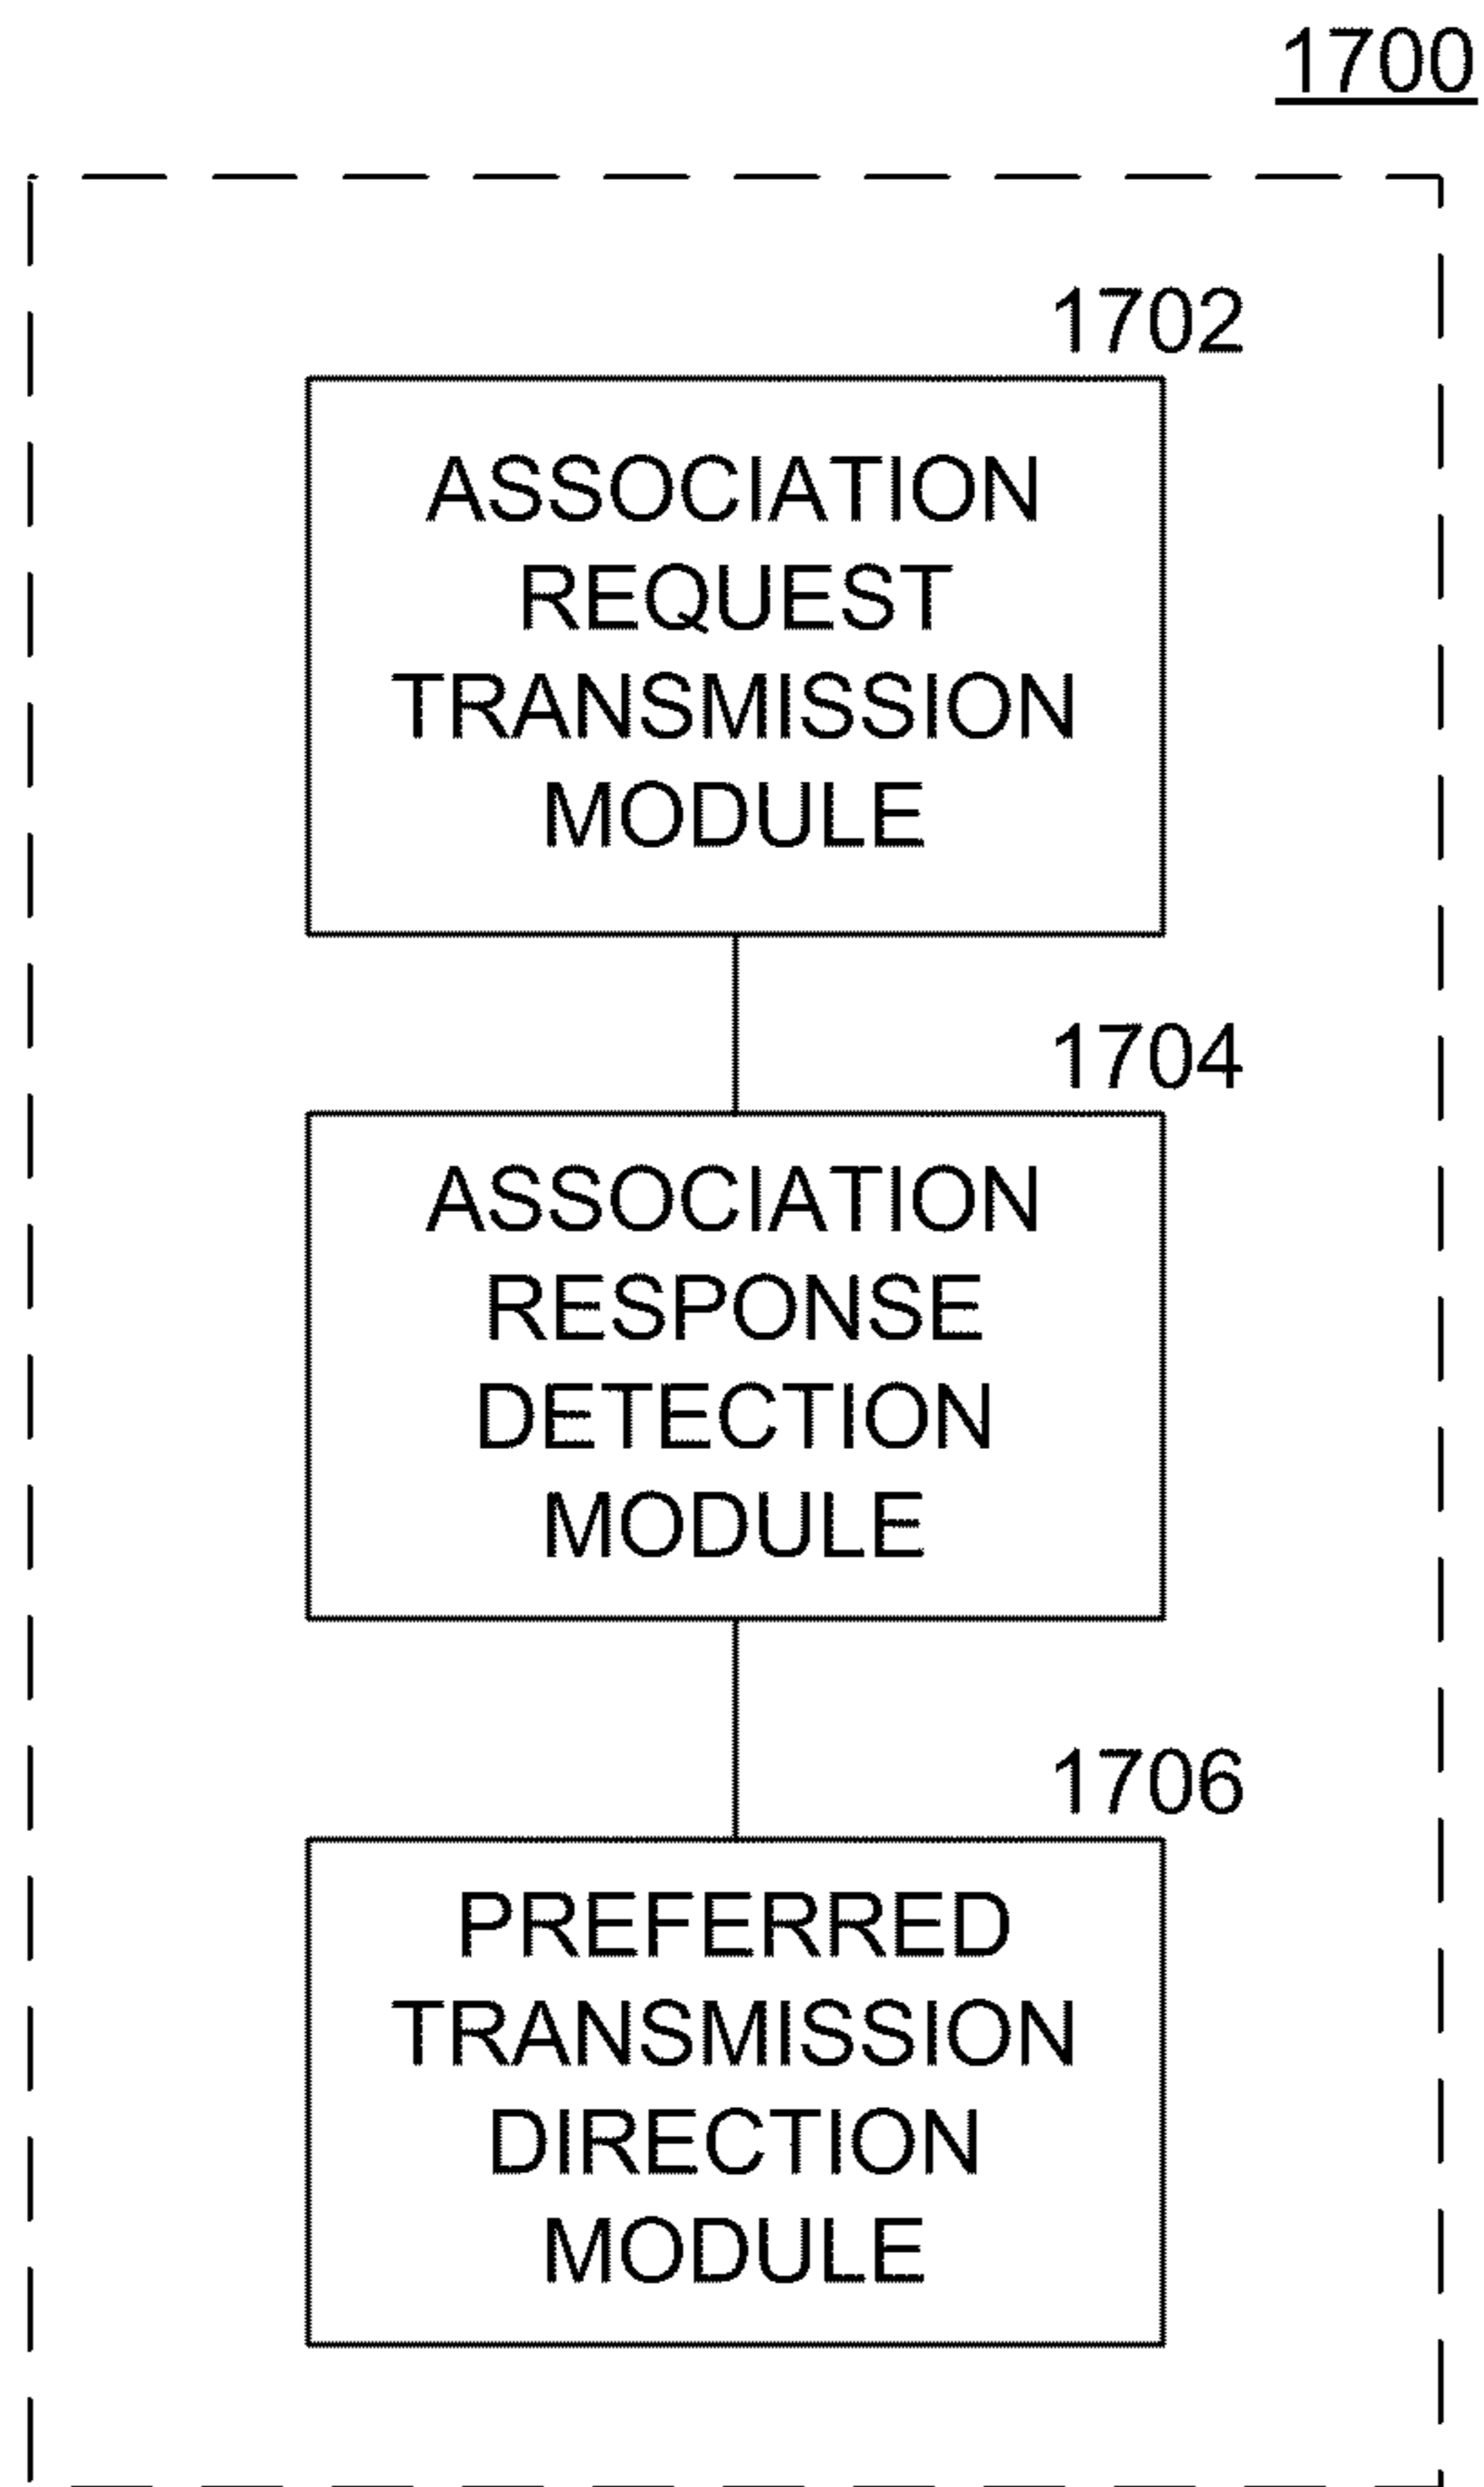 1700
1702
ASSOCIATION
REQUEST
TRANSMISSION
MODULE
1704
ASSOCIATION
RESPONSE
DETECTION
MODULE
1706
PREFERRED
TRANSMISSION
DIRECTION
MODULE